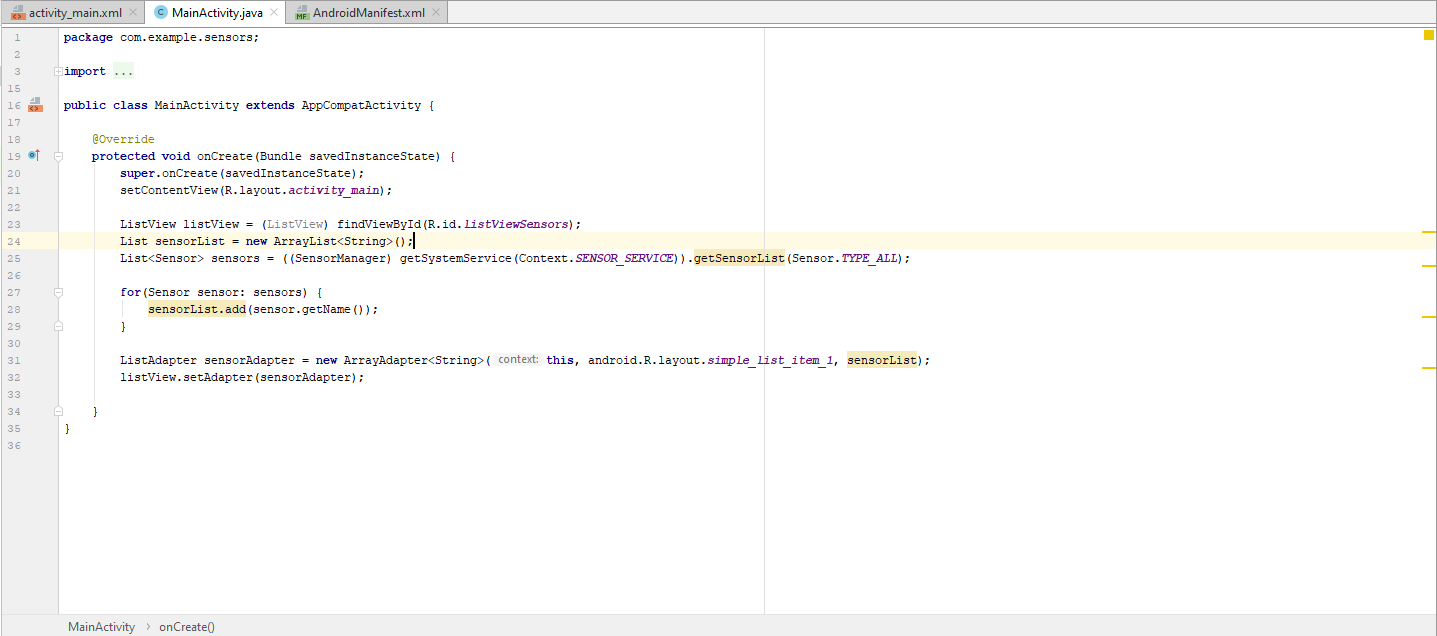 activity_main.xml × MainActivity.java × AndroidManifest.xml ×
1 package com.example.sensors;
2
3 import ...
15
16 public class MainActivity extends AppCompatActivity {
17
18 @Override
19 protected void onCreate(Bundle savedInstanceState) {
20 super.onCreate(savedInstanceState);
21 setContentView(R.layout.activity_main);
22
23 ListView listView = (ListView) findViewById(R.id.listViewSensors);
24 List sensorList = new ArrayList<String>();
25 List<Sensor> sensors = ((SensorManager) getSystemService(Context.SENSOR_SERVICE)).getSensorList(Sensor.TYPE_ALL);
26
27 for(Sensor sensor: sensors) {
28 sensorList.add(sensor.getName());
29 }
30
31 ListAdapter sensorAdapter = new ArrayAdapter<String>( context: this, android.R.layout.simple_list_item_1, sensorList);
32 listView.setAdapter(sensorAdapter);
33
34 }
35 }
36
MainActivity › onCreate()